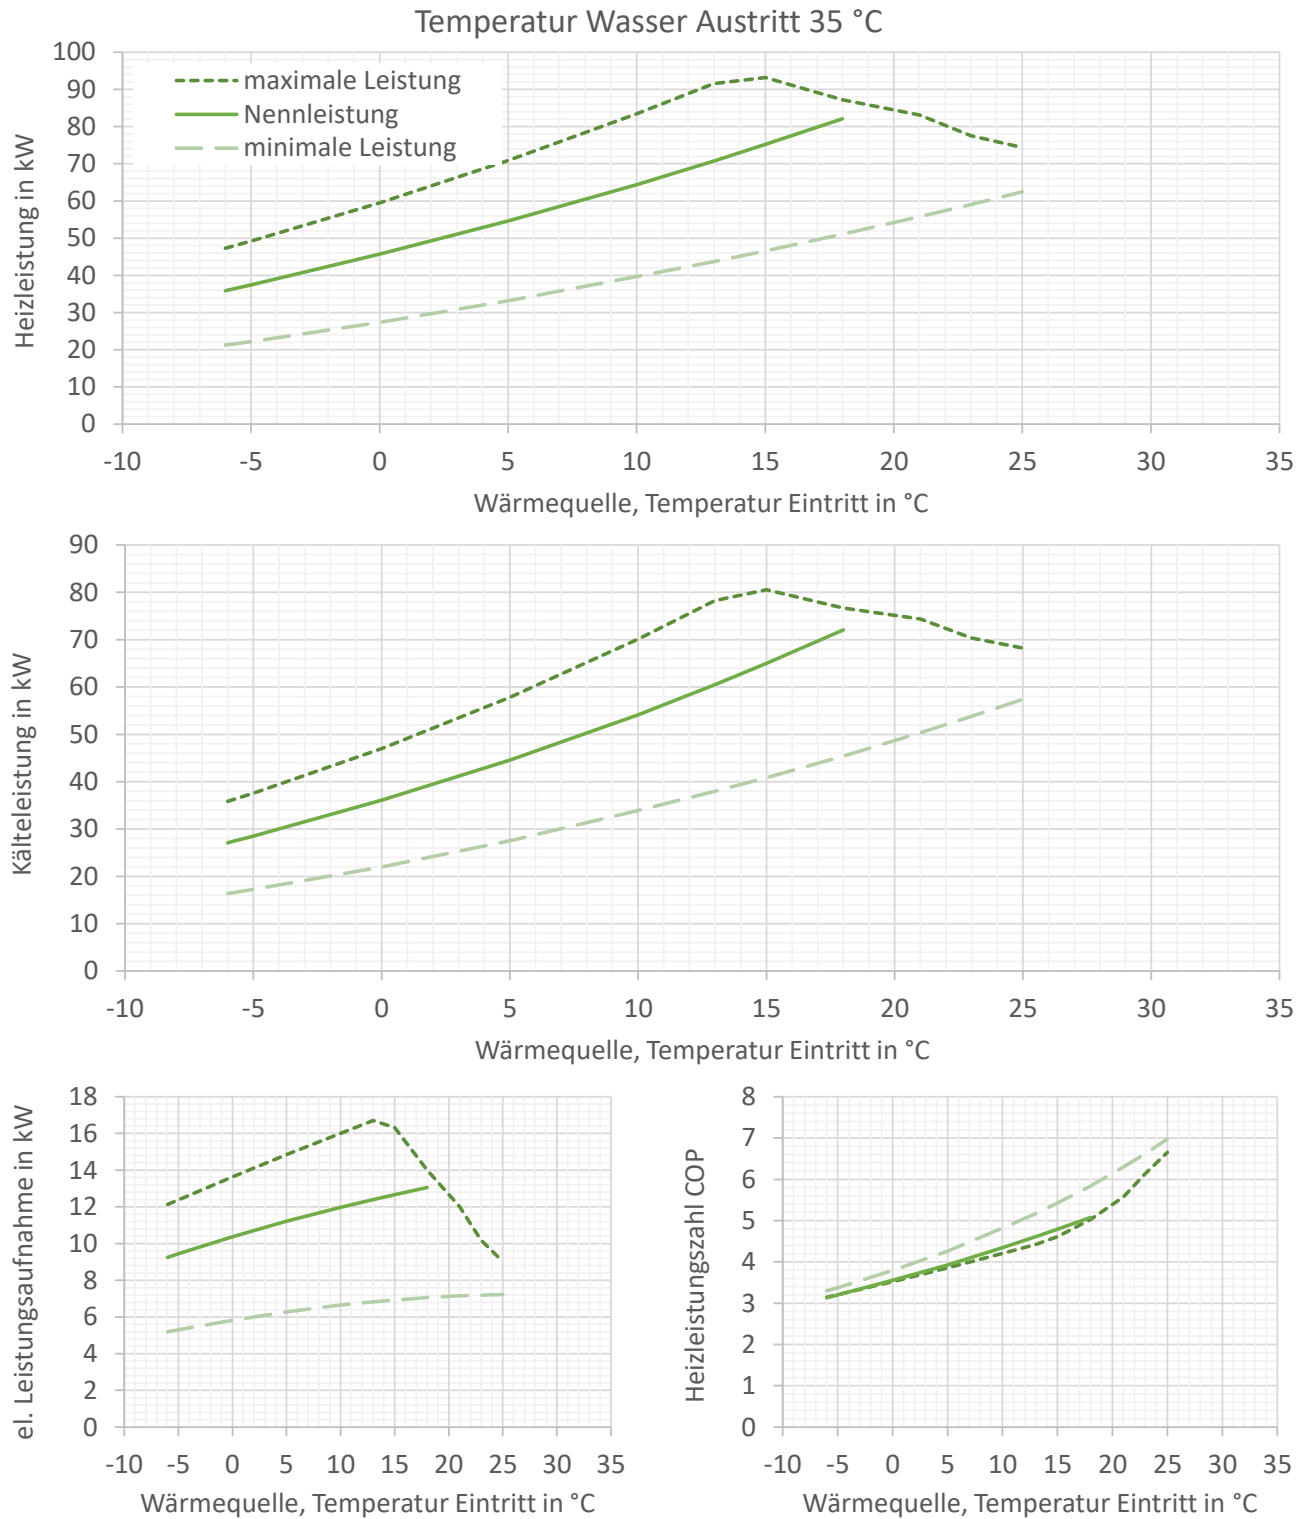 Temperatur Wasser Austritt 35 °C
Heizleistung in kW
100
90
80
70
60
50
40
30
20
10
0
maximale Leistung
Nennleistung
minimale Leistung
-10 -5 0 5 10 15 20 25 30 35
Wärmequelle, Temperatur Eintritt in °C
Kälteleistung in kW
90
80
70
60
50
40
30
20
10
0
-10 -5 0 5 10 15 20 25 30 35
Wärmequelle, Temperatur Eintritt in °C
el. Leistungsaufnahme in kW
18
16
14
12
10
8
6
4
2
0
-10 -5 0 5 10 15 20 25 30 35
Wärmequelle, Temperatur Eintritt in °C
Heizleistungszahl COP
8
7
6
5
4
3
2
1
0
-10 -5 0 5 10 15 20 25 30 35
Wärmequelle, Temperatur Eintritt in °C